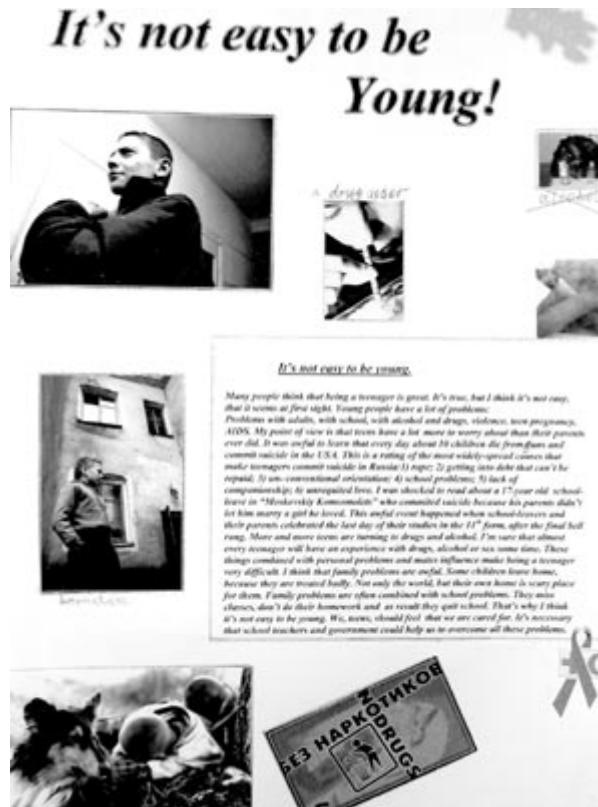 It's not easy to be
Young!
a drug user
It's not easy to be young.
Many people think that being a teenager is great. It's true, but I think it's not easy,
that it seems at first sight. Young people have a lot of problems:
Problems with adults, with school, with alcohol and drugs, violence, teen pregnancy,
AIDS. My point of view is that teens have a lot more to worry about than their parents
ever did. It was awful to learn that every day about 10 children die from guns and
commit suicide in the USA. This is a rating of the most widely-spread causes that
make teenagers commit suicide in Russia:1) rape; 2) getting into debt that can't be
repaid; 3) un-conventional orientation; 4) school problems; 5) lack of
companionship; 6) unrequited love. I was shocked to read about a 17-year old school-
leave in "Moskovskiy Komsomolets" who commited suicide because his parents didn't
let him marry a girl he loved. This awful event happened when school-leavers and
their parents celebrated the last day of their studies in the 11th form, after the final bell
rang. More and more teens are turning to drugs and alcohol. I'm sure that almost
every teenager will have an experience with drugs, alcohol or sex some time. These
things combined with personal problems and mates influence make being a teenager
very difficult. I think that family problems are awful. Some children leave home,
because they are treated badly. Not only the world, but their own home is scary place
for them. Family problems are often combined with school problems. They miss
classes, don't do their homework and as result they quit school. That's why I think
it's not easy to be young. We, teens, should feel that we are cared for. It's necessary
that school teachers and government could help us to overcome all these problems.
БЕЗ НАРКОТИКОВ
NO DRUGS